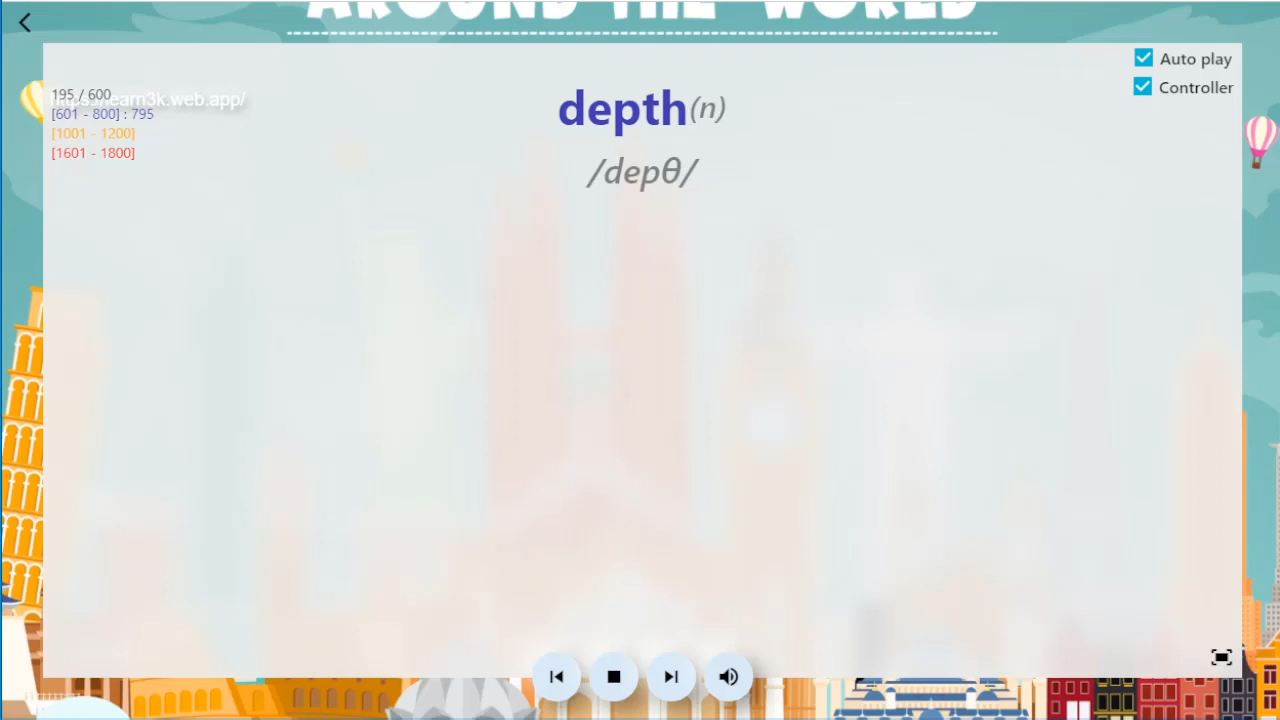 AROUND THE WORLD
Auto play
Controller
195 / 600
https://learn3k.web.app/
[601 - 800] : 795
[1001 - 1200]
[1601 - 1800]
depth(n)
/depθ/